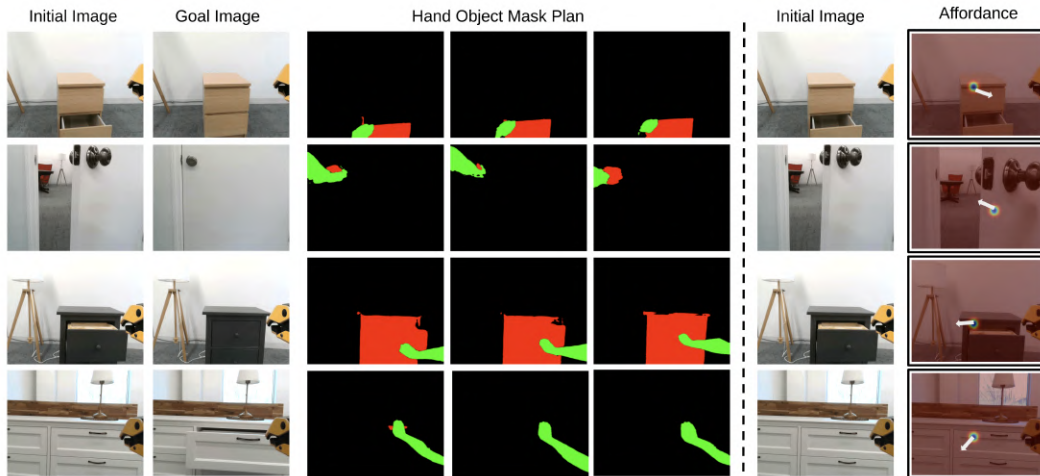 Initial Image
Goal Image
Hand Object Mask Plan
Initial Image
Affordance